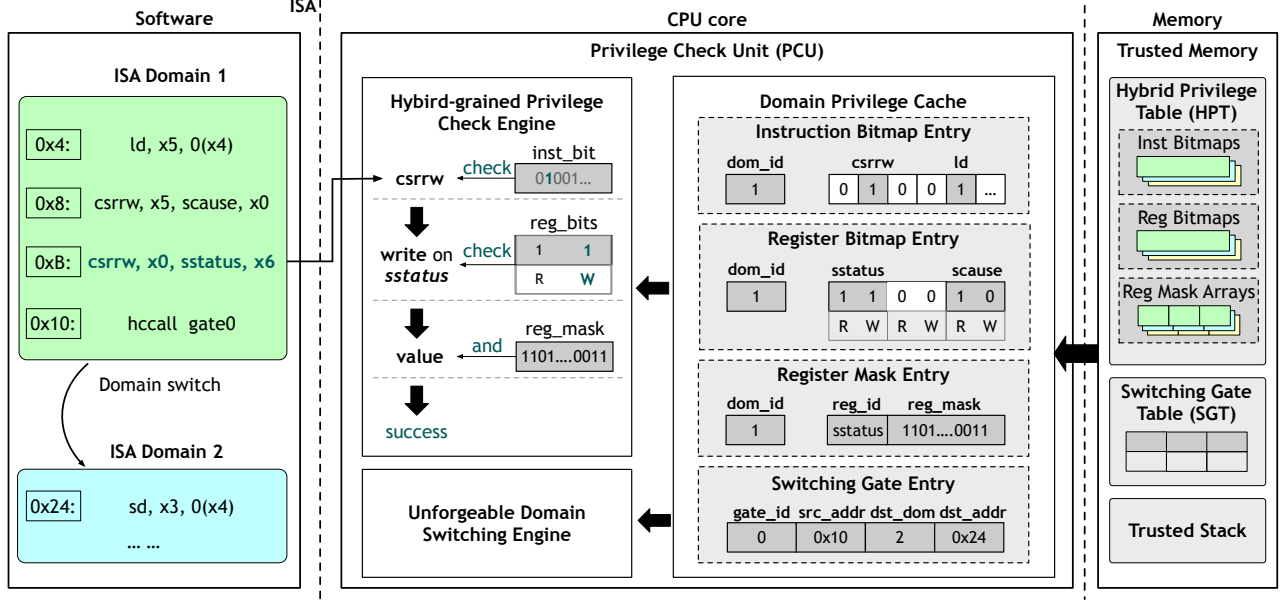 Software
ISA
CPU core
Memory
ISA Domain 1
0x4: ld, x5, 0(x4)
0x8: csrrw, x5, scause, x0
0xB: csrrw, x0, sstatus, x6
0x10: hccall gate0
Domain switch
ISA Domain 2
0x24: sd, x3, 0(x4)
... ...
Privilege Check Unit (PCU)
Hybird-grained Privilege
Check Engine
inst_bit
csrrw check 01001...
reg_bits
write on check 1 1
sstatus R W
reg_mask
value and 1101....0011
success
Unforgeable Domain
Switching Engine
Domain Privilege Cache
Instruction Bitmap Entry
dom_id csrrw ld
1 0 1 0 0 1 ...
Register Bitmap Entry
dom_id sstatus scause
1 1 1 0 0 1 0
R W R W R W
Register Mask Entry
dom_id reg_id reg_mask
1 sstatus 1101....0011
Switching Gate Entry
gate_id src_addr dst_dom dst_addr
0 0x10 2 0x24
Trusted Memory
Hybrid Privilege
Table (HPT)
Inst Bitmaps
Reg Bitmaps
Reg Mask Arrays
Switching Gate
Table (SGT)
Trusted Stack